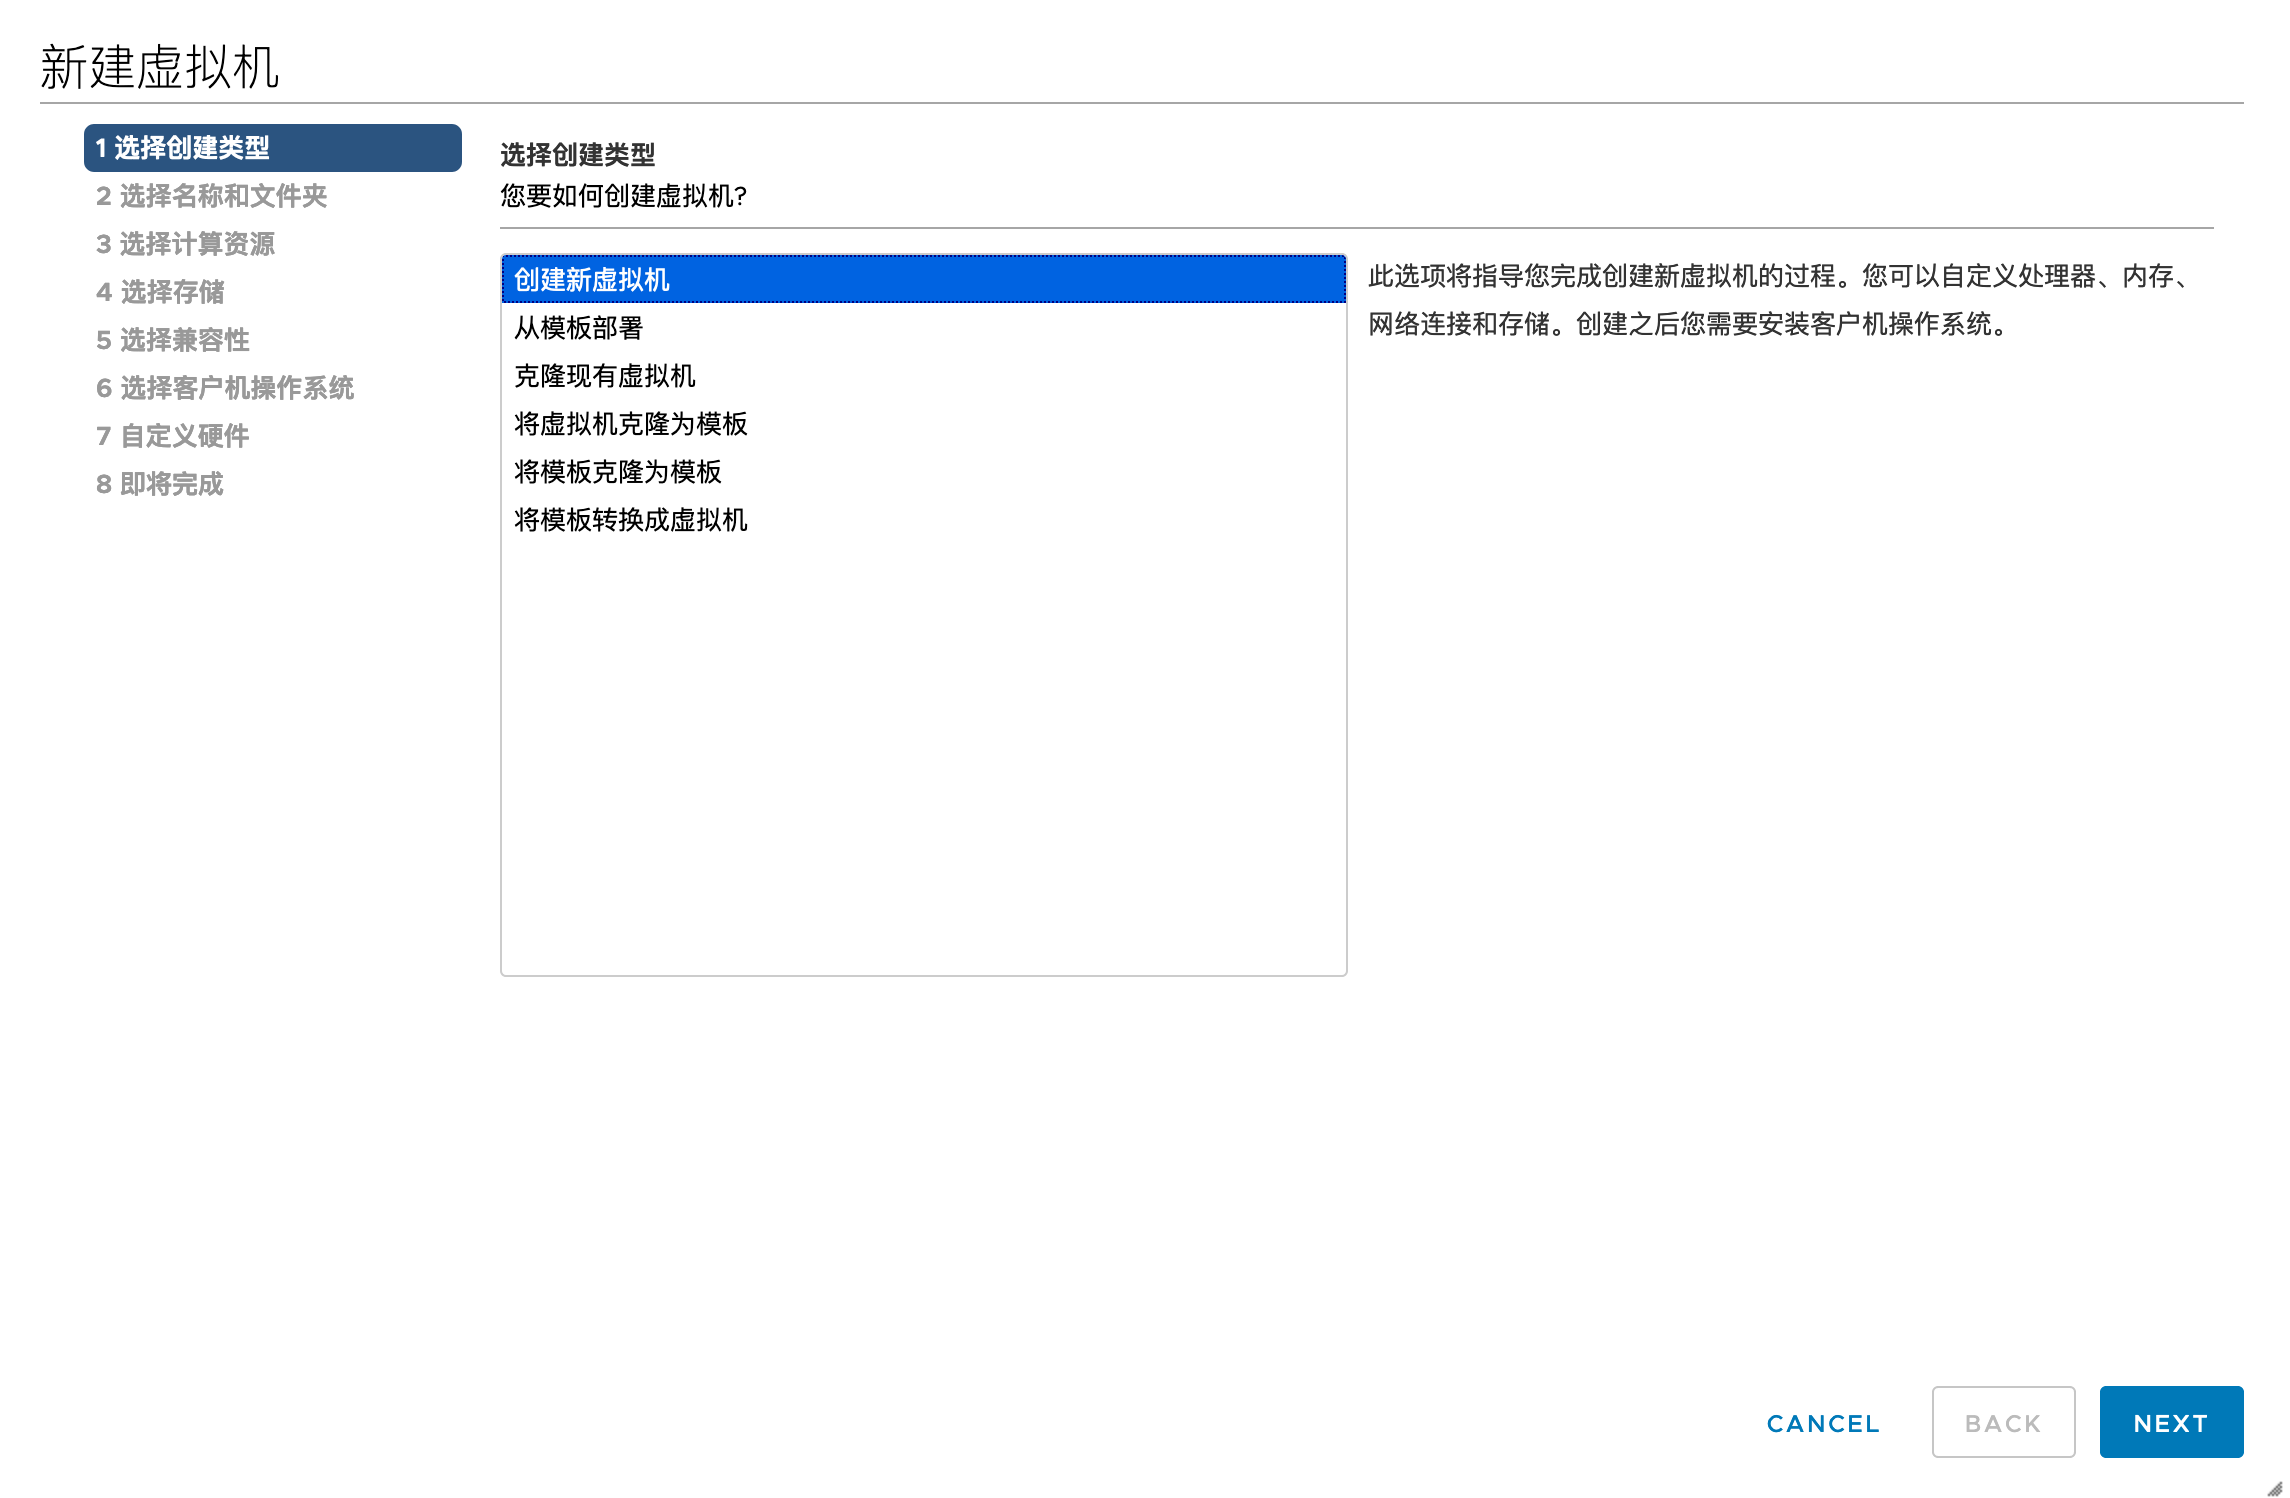 新建虚拟机
1 选择创建类型
2 选择名称和文件夹
3 选择计算资源
4 选择存储
5 选择兼容性
6 选择客户机操作系统
7 自定义硬件
8 即将完成
选择创建类型
您要如何创建虚拟机?
创建新虚拟机
从模板部署
克隆现有虚拟机
将虚拟机克隆为模板
将模板克隆为模板
将模板转换成虚拟机
此选项将指导您完成创建新虚拟机的过程。您可以自定义处理器、内存、
网络连接和存储。创建之后您需要安装客户机操作系统。
CANCEL
BACK
NEXT